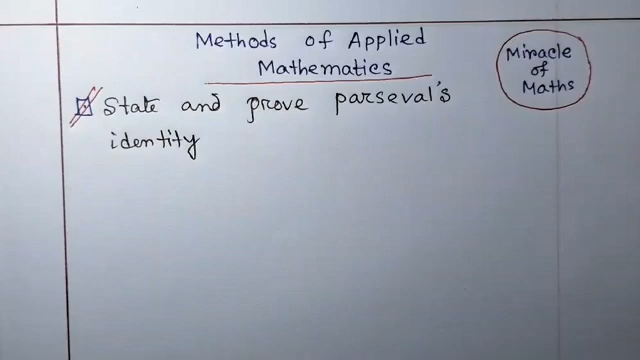 Methods of Applied
Mathematics
Miracle
of
Maths
State and prove parseval's
identity